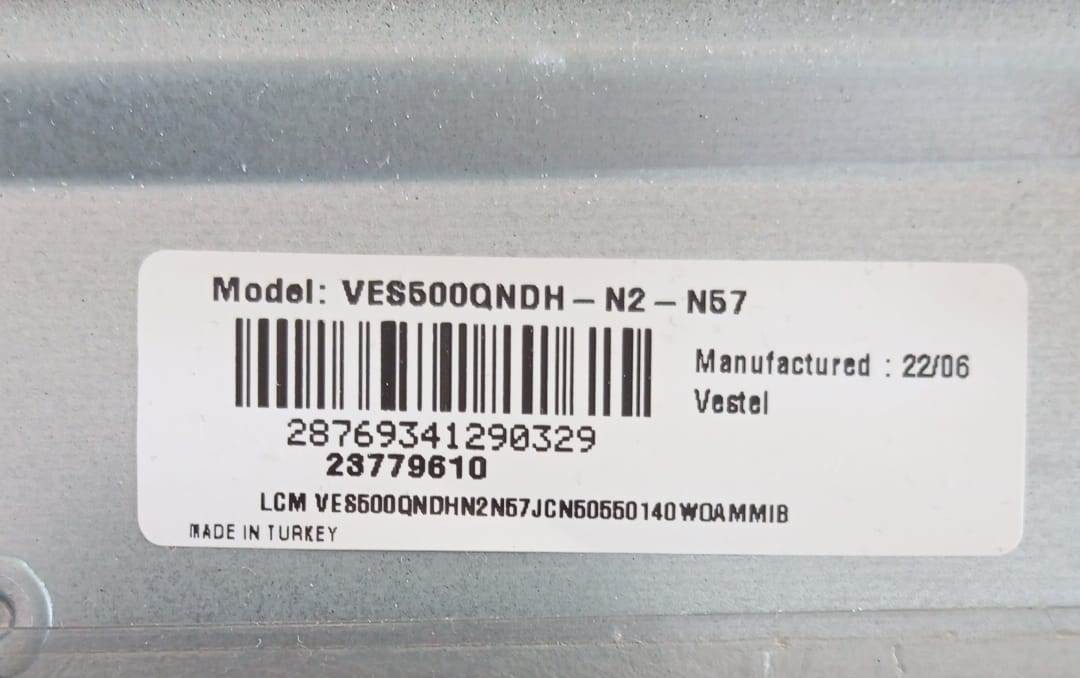 Model: VES500QNDH-N2-N57
Manufactured : 22/06
Vestel
28769341290329
23779610
LCM VES500QNDHN2N57JCN50550140W0AMMIB
MADE IN TURKEY